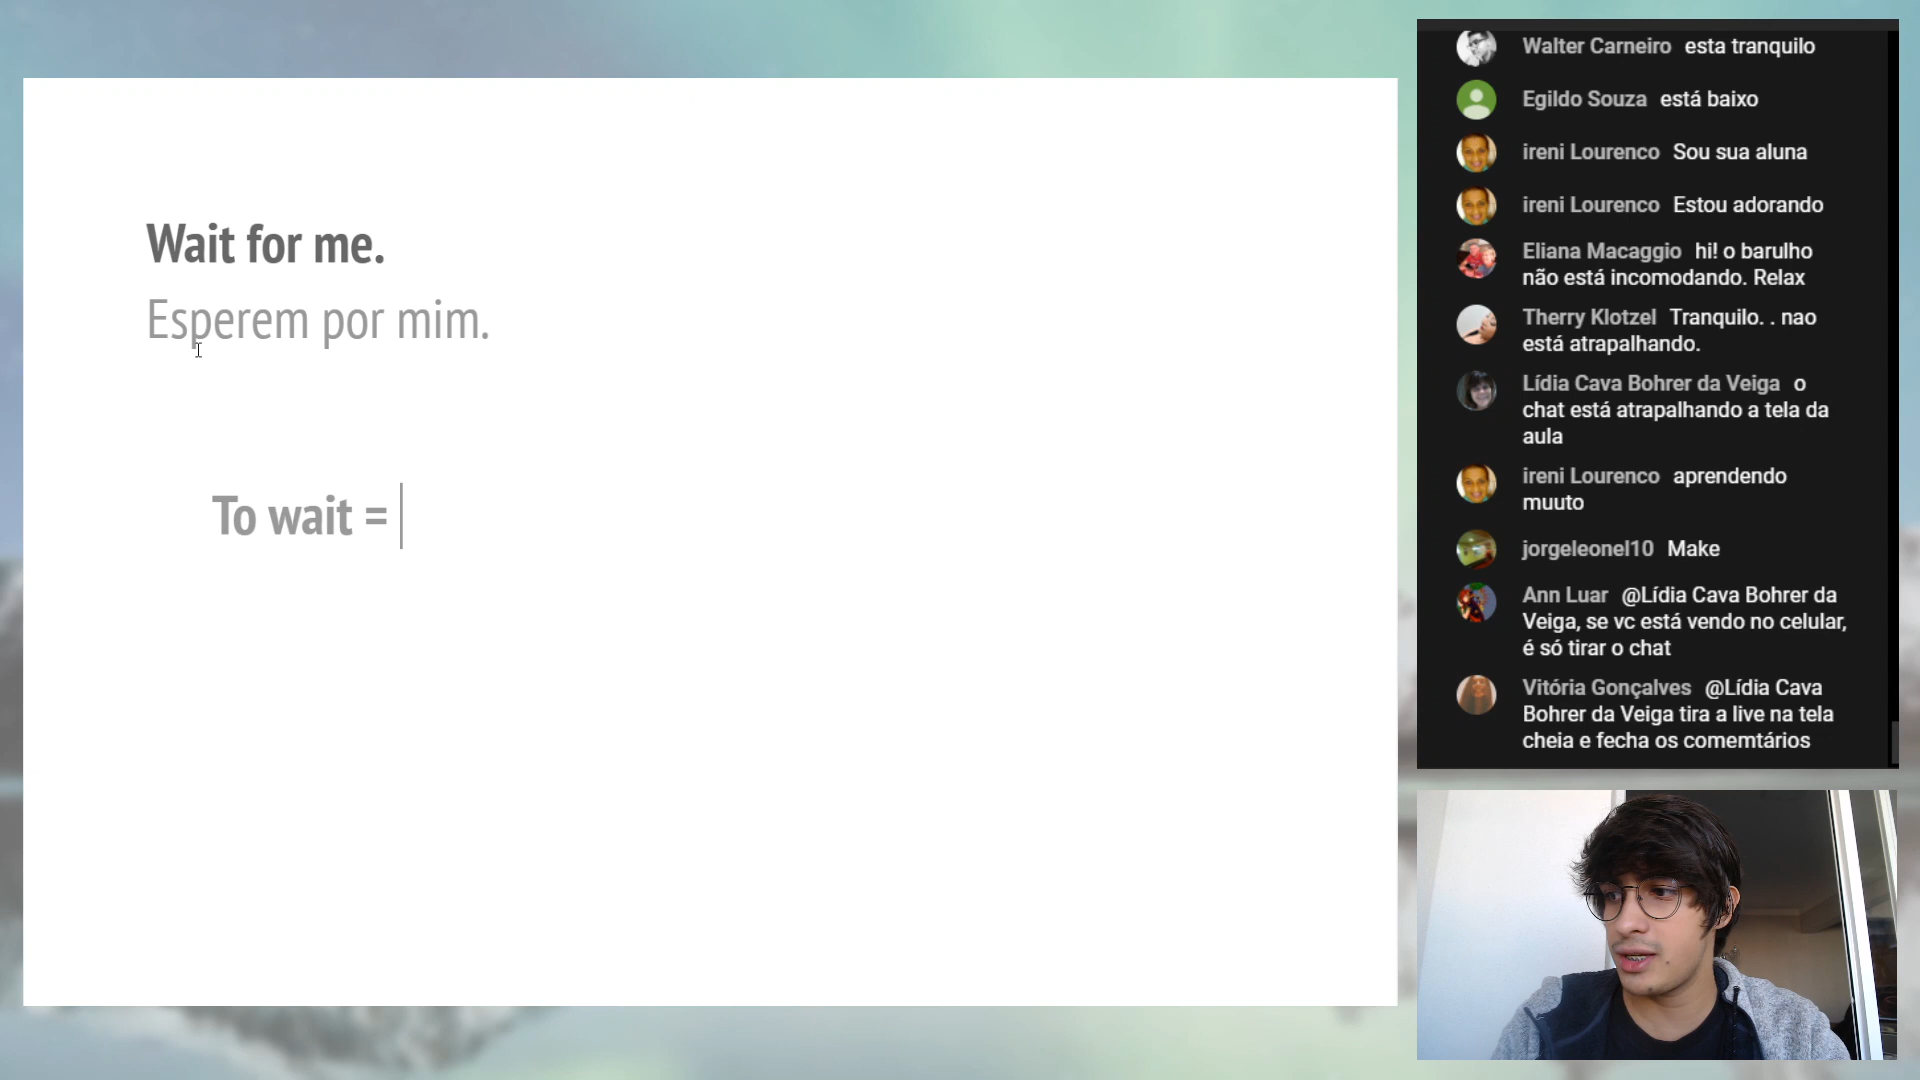 Wait for me.
Esperem por mim.
To wait =
Walter Carneiro esta tranquilo
Egildo Souza está baixo
ireni Lourenco Sou sua aluna
ireni Lourenco Estou adorando
Eliana Macaggio hi! o barulho
não está incomodando. Relax
Therry Klotzel Tranquilo. . nao
está atrapalhando.
Lídia Cava Bohrer da Veiga o
chat está atrapalhando a tela da
aula
ireni Lourenco aprendendo
muuto
jorgeleonel10 Make
Ann Luar @Lídia Cava Bohrer da
Veiga, se vc está vendo no celular,
é só tirar o chat
Vitória Gonçalves @Lídia Cava
Bohrer da Veiga tira a live na tela
cheia e fecha os comemtários